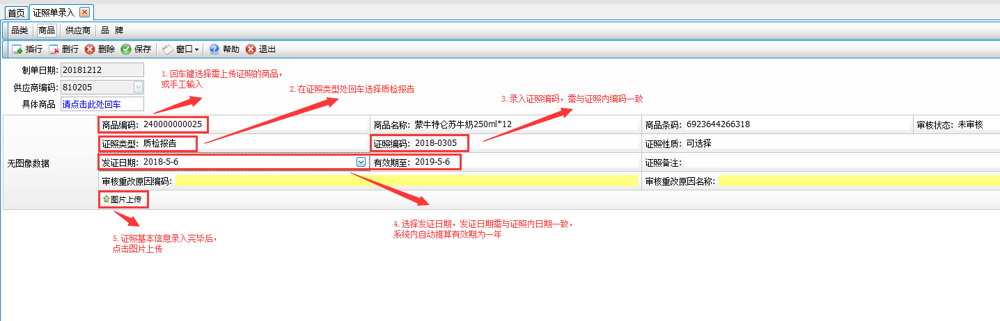 首页 证照单录入
品类 商品 供应商 品 牌
插行 删行 删除 保存 窗口 帮助 退出
制单日期: 20181212
供应商编码: 810205
具体商品 请点击此处回车
1.回车键选择需上传证照的商品，
或手工输入
2.在证照类型处回车选择质检报告
3.录入证照编码，需与证照内编码一致
商品编码: 240000000025 商品名称: 蒙牛特仑苏牛奶250ml*12 商品条码: 6923644266318 审核状态: 未审核
证照类型: 质检报告 证照编码: 2018-0305 证照性质: 可选择
无图像数据
发证日期: 2018-5-6 有效期至: 2019-5-6 证照备注:
审核重改原因编码: 审核重改原因名称:
图片上传
4.选择发证日期，发证日期需与证照内日期一致，
系统内自动推算有效期为一年
5.证照基本信息录入完毕后，
点击图片上传